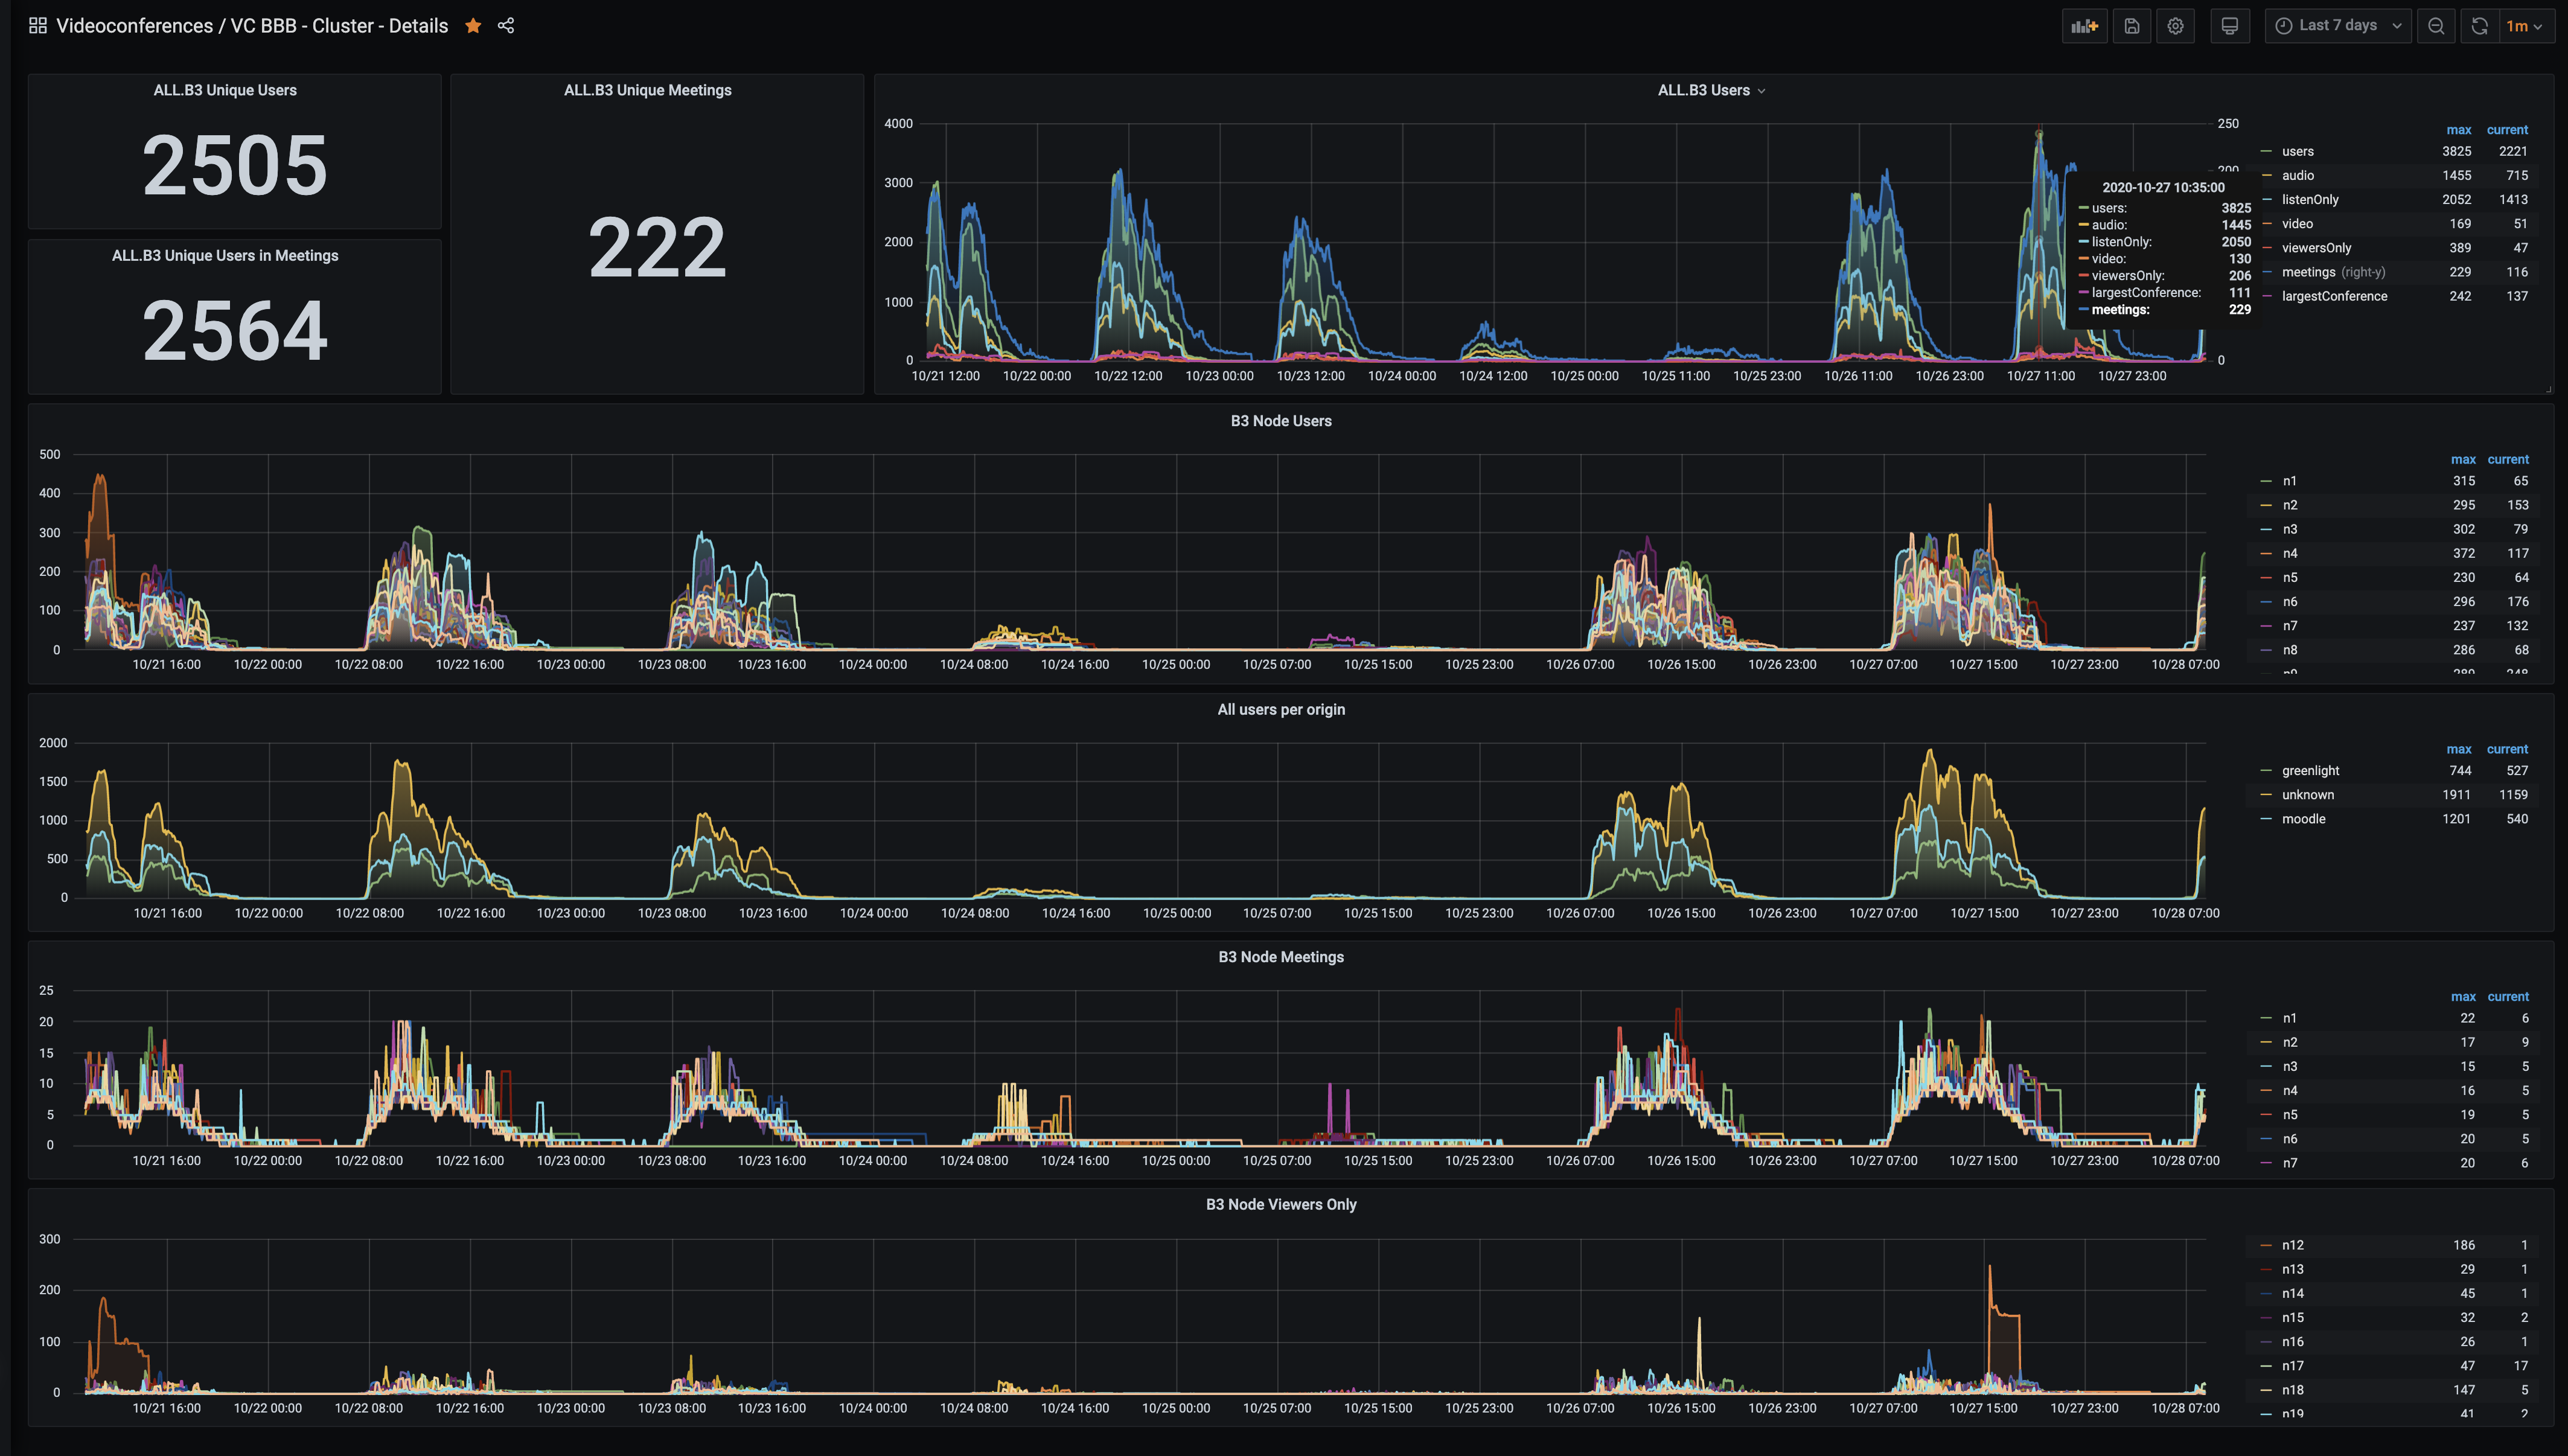 Videoconferences / VC BBB - Cluster - Details
Last 7 days
1m
ALL.B3 Unique Users
2505
ALL.B3 Unique Users in Meetings
2564
ALL.B3 Unique Meetings
222
ALL.B3 Users
4000
3000
2000
1000
0
250
200
0
10/21 12:00 10/22 00:00 10/22 12:00 10/23 00:00 10/23 12:00 10/24 00:00 10/24 12:00 10/25 00:00 10/25 11:00 10/25 23:00 10/26 11:00 10/26 23:00 10/27 11:00 10/27 23:00
2020-10-27 10:35:00
users: 3825
audio: 1445
listenOnly: 2050
video: 130
viewersOnly: 206
largestConference: 111
meetings: 229
max current
users 3825 2221
audio 1455 715
listenOnly 2052 1413
video 169 51
viewersOnly 389 47
meetings (right-y) 229 116
largestConference 242 137
B3 Node Users
500
400
300
200
100
0
10/21 16:00 10/22 00:00 10/22 08:00 10/22 16:00 10/23 00:00 10/23 08:00 10/23 16:00 10/24 00:00 10/24 08:00 10/24 16:00 10/25 00:00 10/25 07:00 10/25 15:00 10/25 23:00 10/26 07:00 10/26 15:00 10/26 23:00 10/27 07:00 10/27 15:00 10/27 23:00 10/28 07:00
max current
n1 315 65
n2 295 153
n3 302 79
n4 372 117
n5 230 64
n6 296 176
n7 237 132
n8 286 68
All users per origin
2000
1500
1000
500
0
10/21 16:00 10/22 00:00 10/22 08:00 10/22 16:00 10/23 00:00 10/23 08:00 10/23 16:00 10/24 00:00 10/24 08:00 10/24 16:00 10/25 00:00 10/25 07:00 10/25 15:00 10/25 23:00 10/26 07:00 10/26 15:00 10/26 23:00 10/27 07:00 10/27 15:00 10/27 23:00 10/28 07:00
max current
greenlight 744 527
unknown 1911 1159
moodle 1201 540
B3 Node Meetings
25
20
15
10
5
0
10/21 16:00 10/22 00:00 10/22 08:00 10/22 16:00 10/23 00:00 10/23 08:00 10/23 16:00 10/24 00:00 10/24 08:00 10/24 16:00 10/25 00:00 10/25 07:00 10/25 15:00 10/25 23:00 10/26 07:00 10/26 15:00 10/26 23:00 10/27 07:00 10/27 15:00 10/27 23:00 10/28 07:00
max current
n1 22 6
n2 17 9
n3 15 5
n4 16 5
n5 19 5
n6 20 5
n7 20 6
B3 Node Viewers Only
300
200
100
0
10/21 16:00 10/22 00:00 10/22 08:00 10/22 16:00 10/23 00:00 10/23 08:00 10/23 16:00 10/24 00:00 10/24 08:00 10/24 16:00 10/25 00:00 10/25 07:00 10/25 15:00 10/25 23:00 10/26 07:00 10/26 15:00 10/26 23:00 10/27 07:00 10/27 15:00 10/27 23:00 10/28 07:00
n12 186 1
n13 29 1
n14 45 1
n15 32 2
n16 26 1
n17 47 17
n18 147 5
n19 41 2